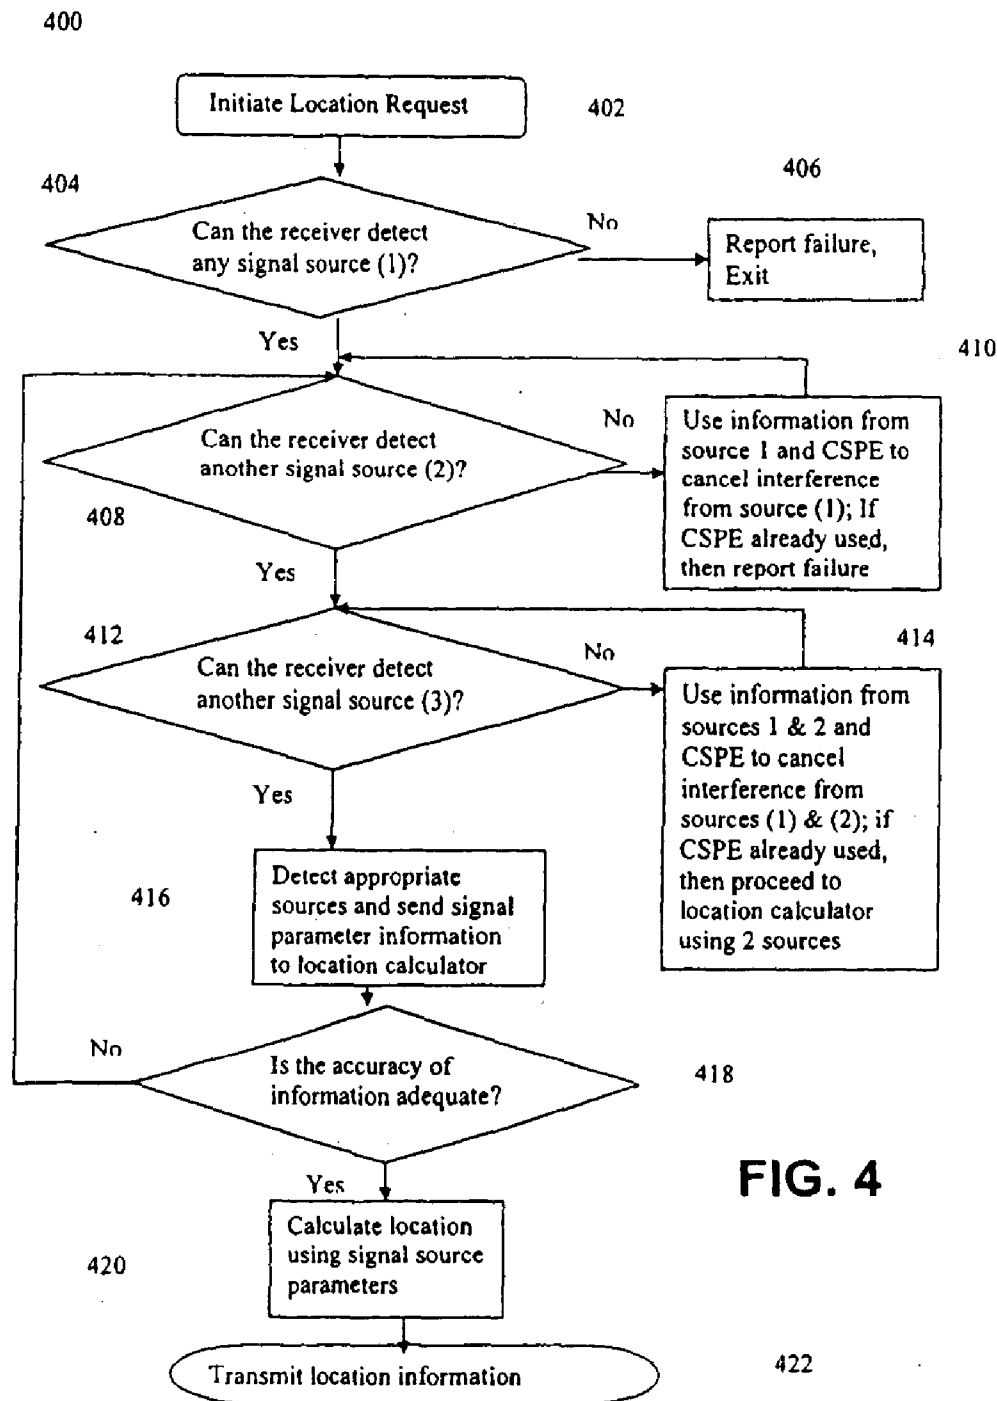 400
Initiate Location Request
402
404
406
Can the receiver detect
any signal source (1)?
No
Report failure,
Exit
Yes
410
Can the receiver detect
another signal source (2)?
No
Use information from
source 1 and CSPE to
cancel interference
from source (1); If
CSPE already used,
then report failure
408
Yes
412
Can the receiver detect
another signal source (3)?
No
414
Use information from
sources 1 & 2 and
CSPE to cancel
interference from
sources (1) & (2); if
CSPE already used,
then proceed to
location calculator
using 2 sources
Yes
416
Detect appropriate
sources and send signal
parameter information
to location calculator
No
Is the accuracy of
information adequate?
418
FIG. 4
Yes
420
Calculate location
using signal source
parameters
Transmit location information
422